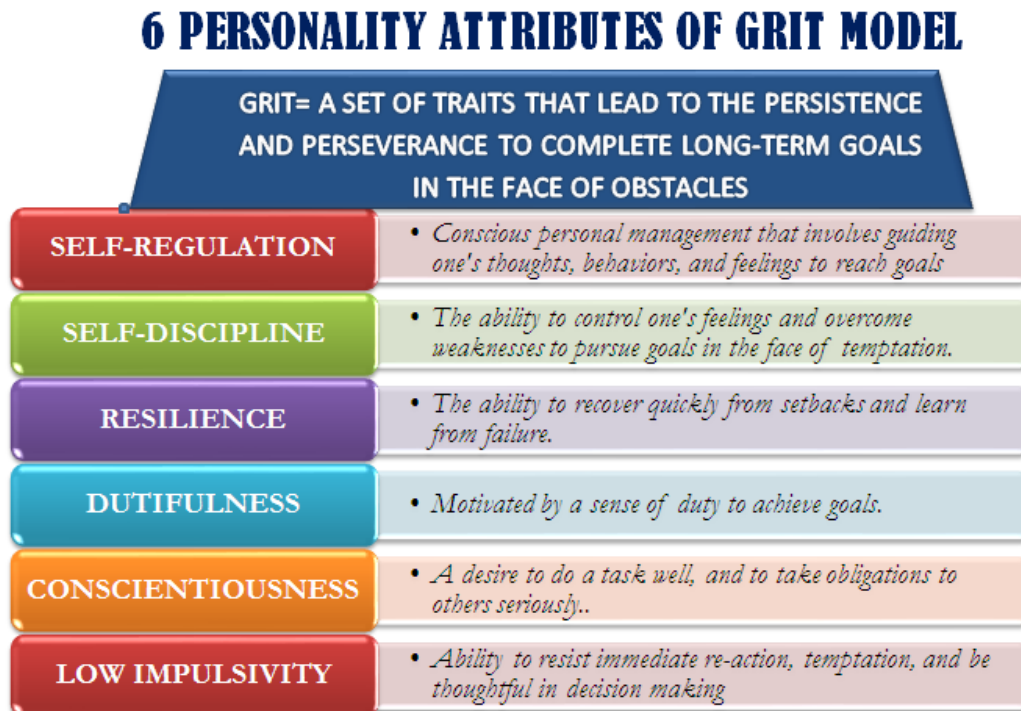 6 PERSONALITY ATTRIBUTES OF GRIT MODEL
GRIT= A SET OF TRAITS THAT LEAD TO THE PERSISTENCE
AND PERSEVERANCE TO COMPLETE LONG-TERM GOALS
IN THE FACE OF OBSTACLES
SELF-REGULATION
• Conscious personal management that involves guiding
one's thoughts, behaviors, and feelings to reach goals
SELF-DISCIPLINE
• The ability to control one's feelings and overcome
weaknesses to pursue goals in the face of temptation.
RESILIENCE
• The ability to recover quickly from setbacks and learn
from failure.
DUTIFULNESS
• Motivated by a sense of duty to achieve goals.
CONSCIENTIOUSNESS
• A desire to do a task well, and to take obligations to
others seriously..
LOW IMPULSIVITY
• Ability to resist immediate re-action, temptation, and be
thoughtful in decision making